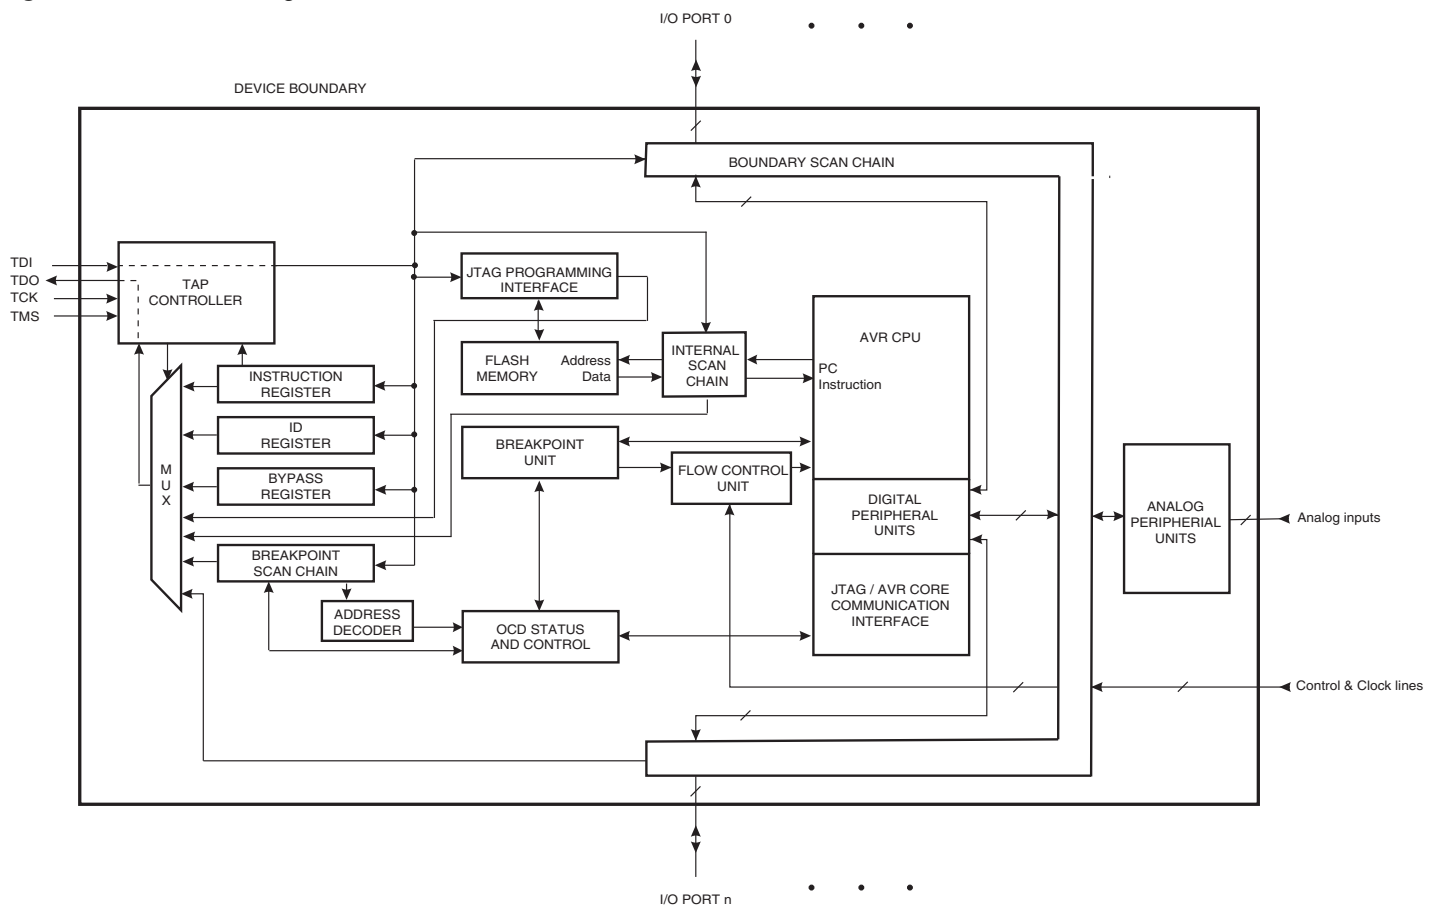 I/O PORT 0
DEVICE BOUNDARY
BOUNDARY SCAN CHAIN
TDI
TDO
TCK
TMS
TAP
CONTROLLER
JTAG PROGRAMMING
INTERFACE
AVR CPU
FLASH
MEMORY
Address
Data
INTERNAL
SCAN
CHAIN
PC
Instruction
INSTRUCTION
REGISTER
ID
REGISTER
M
U
X
BYPASS
REGISTER
BREAKPOINT
UNIT
FLOW CONTROL
UNIT
DIGITAL
PERIPHERAL
UNITS
ANALOG
PERIPHERIAL
UNITS
Analog inputs
BREAKPOINT
SCAN CHAIN
ADDRESS
DECODER
OCD STATUS
AND CONTROL
JTAG / AVR CORE
COMMUNICATION
INTERFACE
Control & Clock lines
I/O PORT n